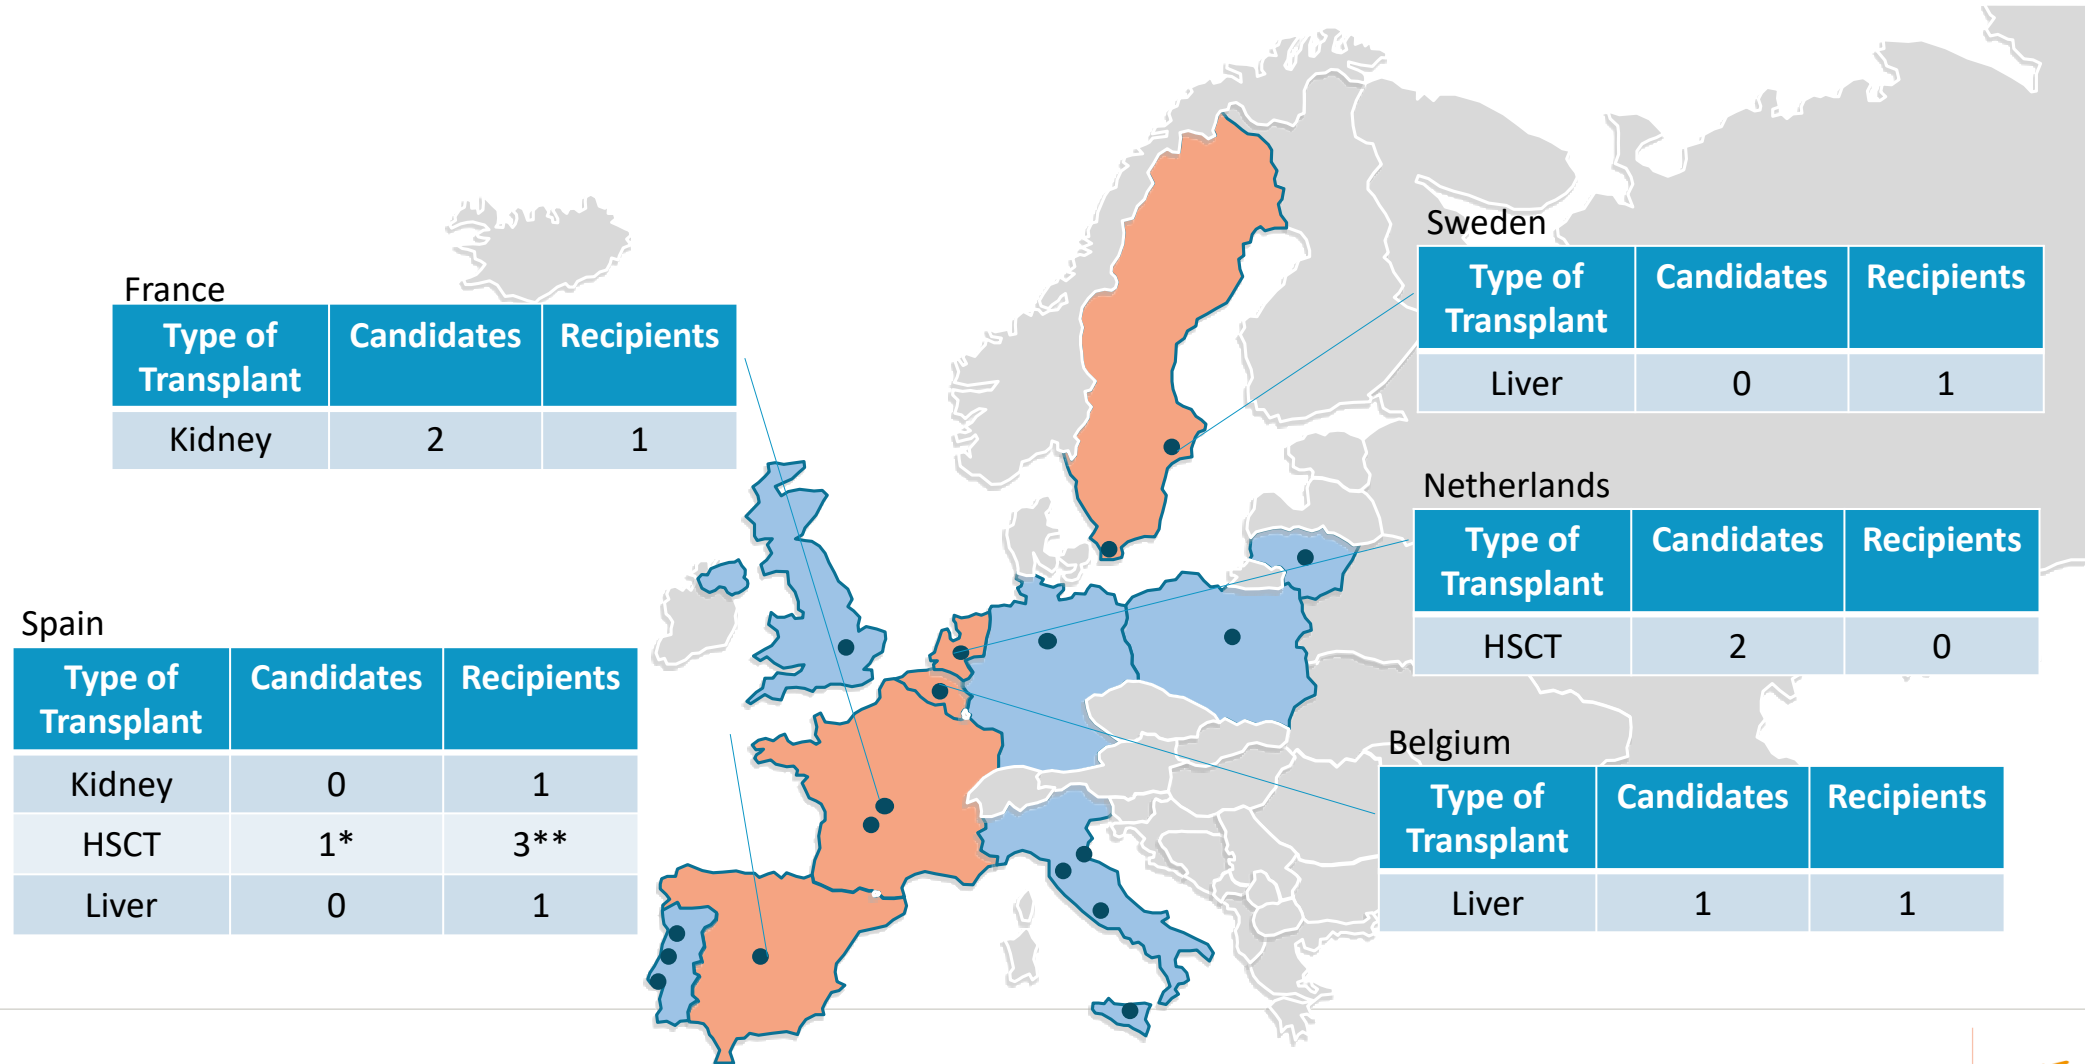 France
Type of Transplant Candidates Recipients
Kidney 2 1
Spain
Type of Transplant Candidates Recipients
Kidney 0 1
HSCT 1* 3**
Liver 0 1
Sweden
Type of Transplant Candidates Recipients
Liver 0 1
Netherlands
Type of Transplant Candidates Recipients
HSCT 2 0
Belgium
Type of Transplant Candidates Recipients
Liver 1 1